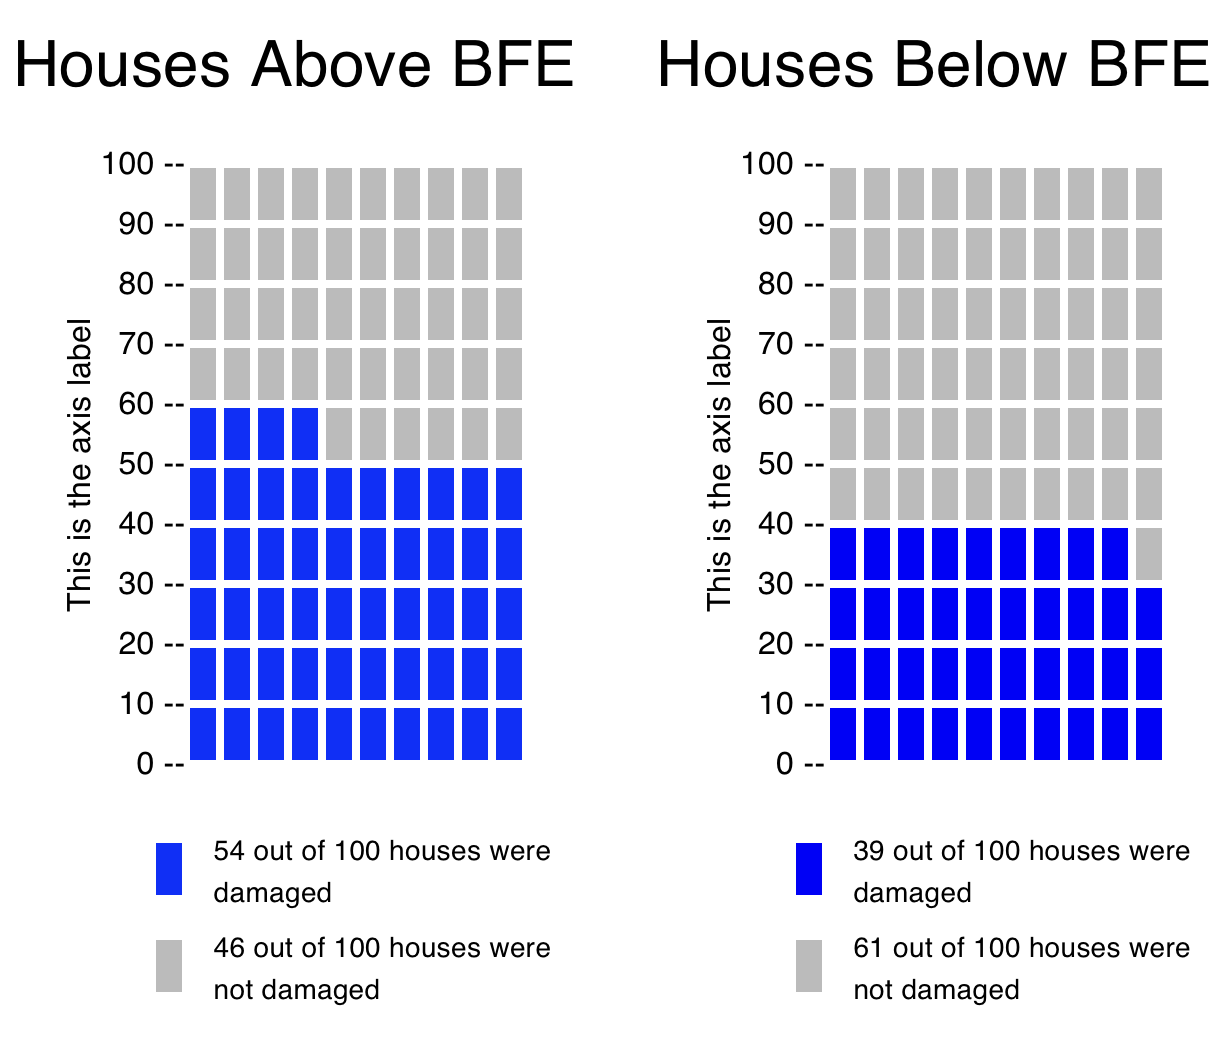 Houses Above BFE
100 --
90 --
80 --
70 --
60 --
50 --
40 --
30 --
20 --
10 --
0 --
This is the axis label
54 out of 100 houses were
damaged
46 out of 100 houses were
not damaged
Houses Below BFE
100 --
90 --
80 --
70 --
60 --
50 --
40 --
30 --
20 --
10 --
0 --
This is the axis label
39 out of 100 houses were
damaged
61 out of 100 houses were
not damaged